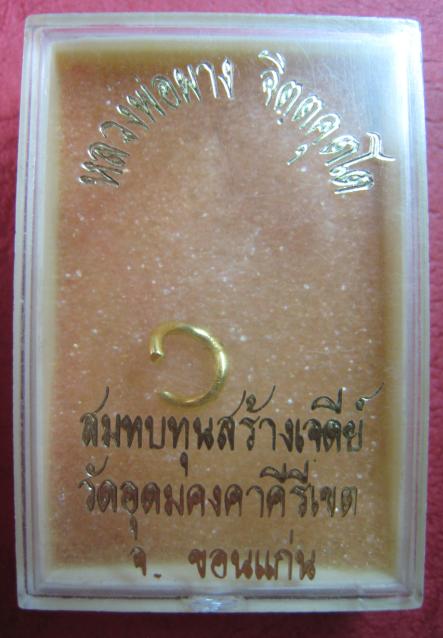 หลวงพ่อผาง จิตฺตคุตฺโต
สมทบทุนสร้างเจดีย์
วัดอุดมคงคาคีรีเขต
จ. ขอนแก่น